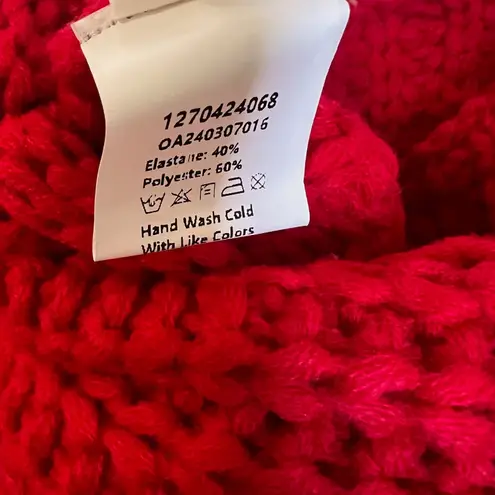 1270424068
OA240307016
Elastane: 40%
Polyester: 60%
Hand Wash Cold
With Like Colors